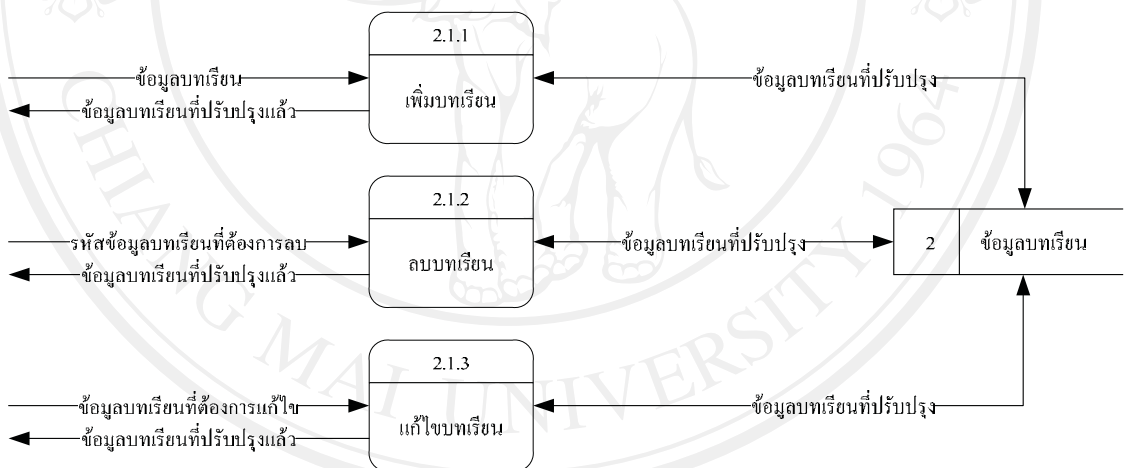 2.1.1
ข้อมูลบทเรียน
ข้อมูลบทเรียนที่ปรับปรุงแล้ว
เพิ่มบทเรียน
ข้อมูลบทเรียนที่ปรับปรุง
2.1.2
รหัสข้อมูลบทเรียนที่ต้องการลบ
ข้อมูลบทเรียนที่ปรับปรุงแล้ว
ลบบทเรียน
ข้อมูลบทเรียนที่ปรับปรุง
2
ข้อมูลบทเรียน
2.1.3
ข้อมูลบทเรียนที่ต้องการแก้ไข
ข้อมูลบทเรียนที่ปรับปรุงแล้ว
แก้ไขบทเรียน
ข้อมูลบทเรียนที่ปรับปรุง
CHIANG MAI UNIVERSITY 1964